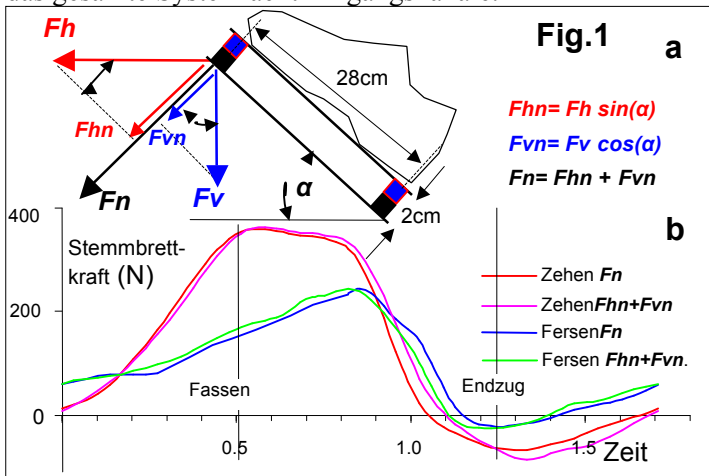 Fig.1
a
28cm
2cm
Fh
Fhn
Fvn
Fn
Fv
α
Fhn= Fh sin(α)
Fvn= Fv cos(α)
Fn= Fhn + Fvn
b
400
200
0
Stemmbrett-
kraft (N)
Zehen Fn
Zehen Fhn+Fvn
Fersen Fn
Fersen Fhn+Fvn.
Fassen
Endzug
0.5
1.0
1.5
Zeit